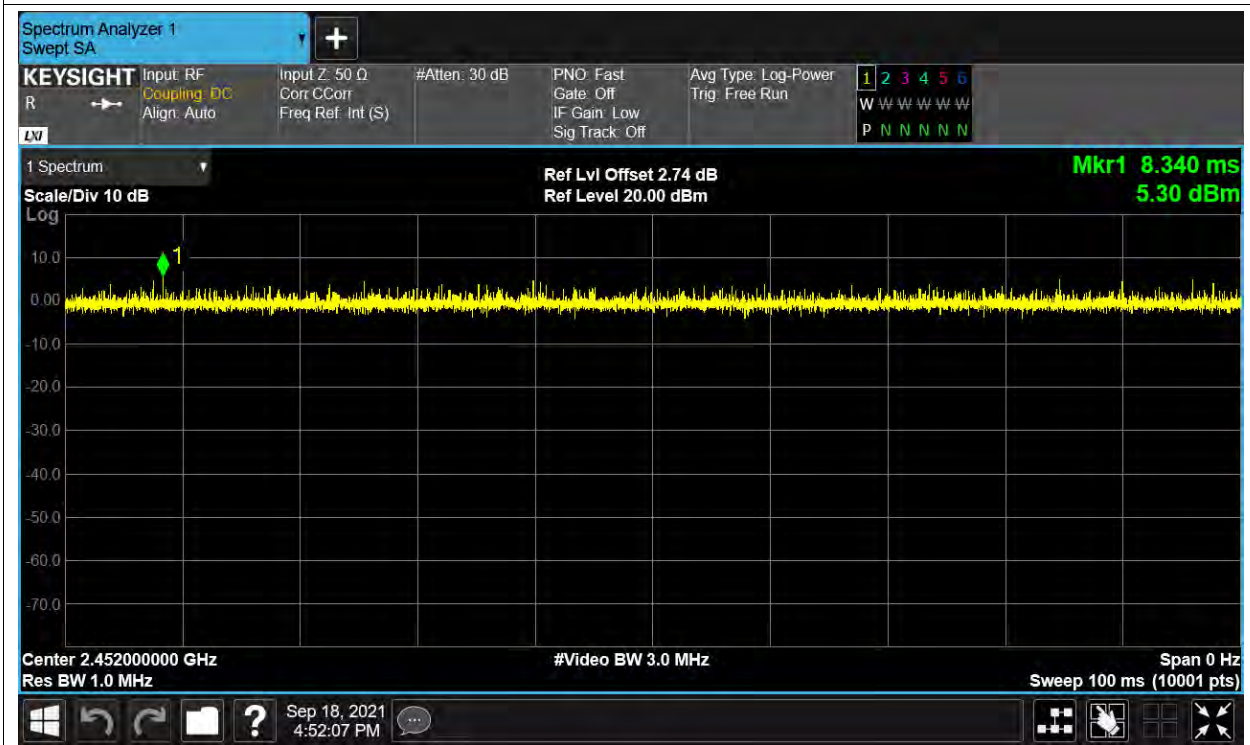 Spectrum Analyzer 1
Swept SA
KEYSIGHT
R
LXI
Input: RF
Coupling: DC
Align: Auto
Input Z: 50 Ω
Corr CCorr
Freq Ref: Int (S)
#Atten: 30 dB
PNO: Fast
Gate: Off
IF Gain: Low
Sig Track: Off
Avg Type: Log-Power
Trig: Free Run
1 2 3 4 5 6
W W W W W W
P N N N N N
1 Spectrum
Scale/Div 10 dB
Ref Lvl Offset 2.74 dB
Ref Level 20.00 dBm
Mkr1 8.340 ms
5.30 dBm
Log
1
10.0
0.00
-10.0
-20.0
-30.0
-40.0
-50.0
-60.0
-70.0
Center 2.452000000 GHz
#Video BW 3.0 MHz
Span 0 Hz
Res BW 1.0 MHz
Sweep 100 ms (10001 pts)
?
Sep 18, 2021
4:52:07 PM